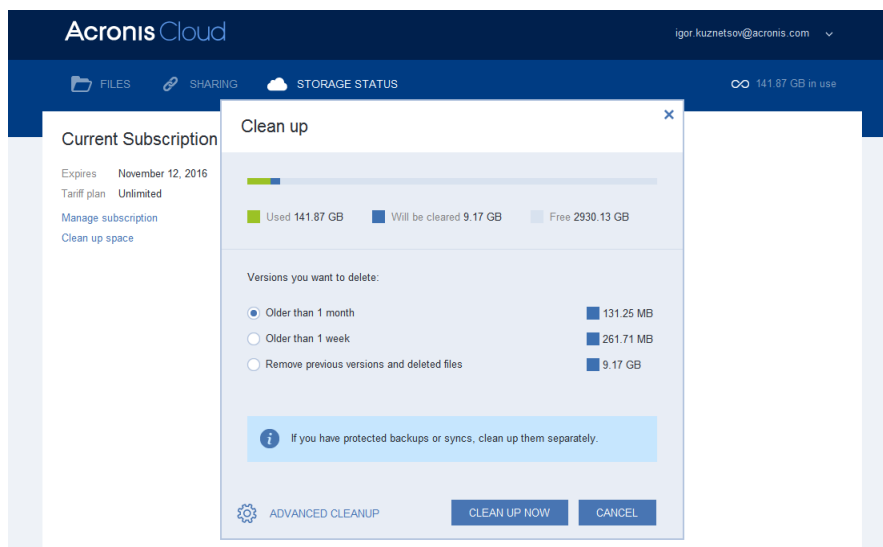 Acronis Cloud
igor.kuznetsov@acronis.com
FILES
SHARING
STORAGE STATUS
141.87 GB in use
Current Subscription
Expires November 12, 2016
Tariff plan Unlimited
Manage subscription
Clean up space
Clean up
Used 141.87 GB
Will be cleared 9.17 GB
Free 2930.13 GB
Versions you want to delete:
Older than 1 month 131.25 MB
Older than 1 week 261.71 MB
Remove previous versions and deleted files 9.17 GB
If you have protected backups or syncs, clean up them separately.
ADVANCED CLEANUP
CLEAN UP NOW
CANCEL